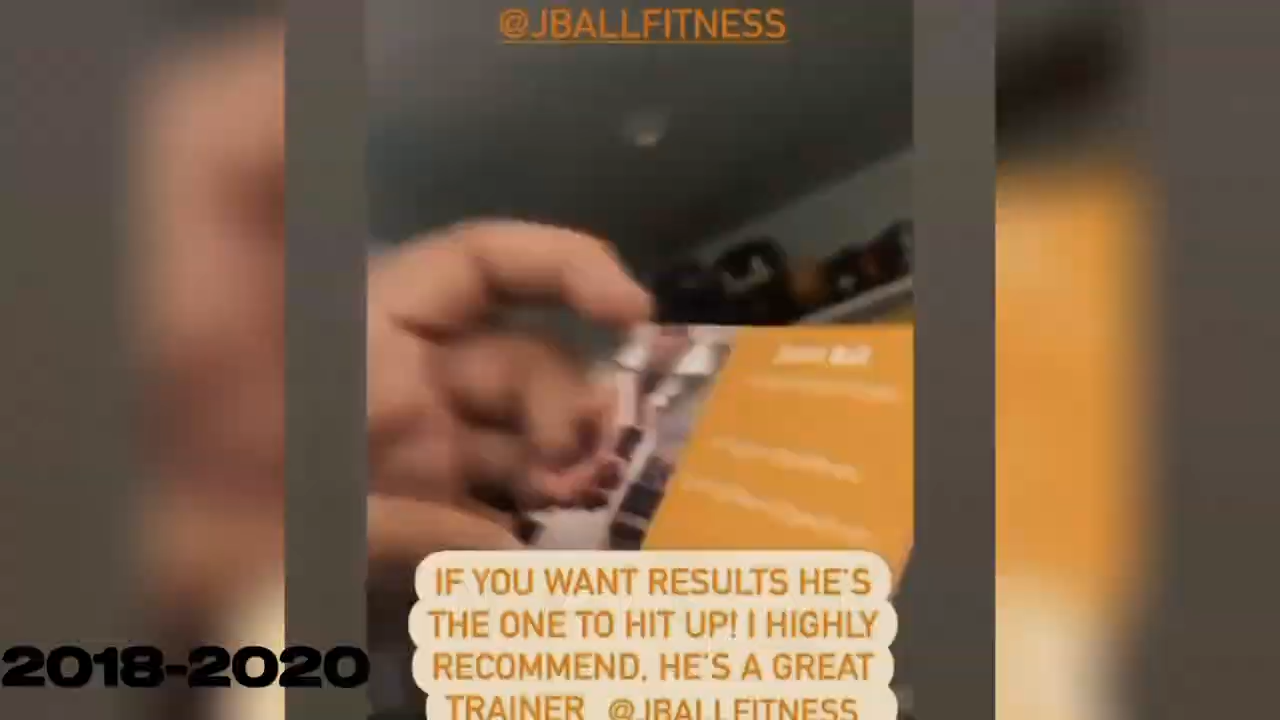 @JBALLFITNESS
IF YOU WANT RESULTS HE'S
THE ONE TO HIT UP! I HIGHLY
RECOMMEND, HE'S A GREAT
TRAINER @JBALLFITNESS
2018-2020